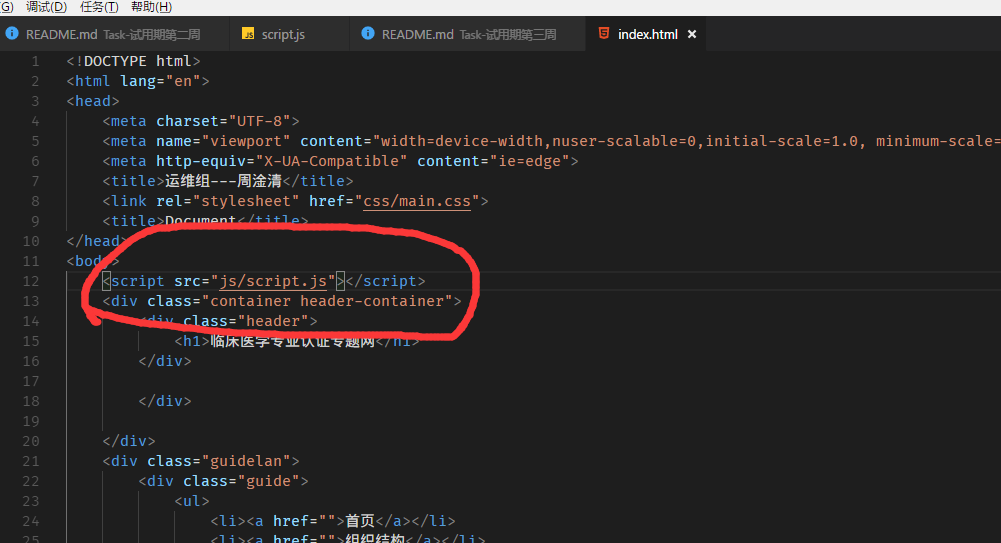 (G) 调试(D) 任务(T) 帮助(H)
README.md Task-试用期第二周 JS script.js README.md Task-试用期第三周 index.html ×
1 <!DOCTYPE html>
2 <html lang="en">
3 <head>
4 <meta charset="UTF-8">
5 <meta name="viewport" content="width=device-width,nuser-scalable=0,initial-scale=1.0, minimum-scale=
6 <meta http-equiv="X-UA-Compatible" content="ie=edge">
7 <title>运维组---周淦清</title>
8 <link rel="stylesheet" href="css/main.css">
9 <title>Document</title>
10 </head>
11 <body>
12 <script src="js/script.js"></script>
13 <div class="container header-container">
14 <div class="header">
15 <h1>临床医学专业认证专题网</h1>
16 </div>
17
18 </div>
19
20 </div>
21 <div class="guidelan">
22 <div class="guide">
23 <ul>
24 <li><a href="">首页</a></li>
25 <li><a href="">组织结构</a></li>